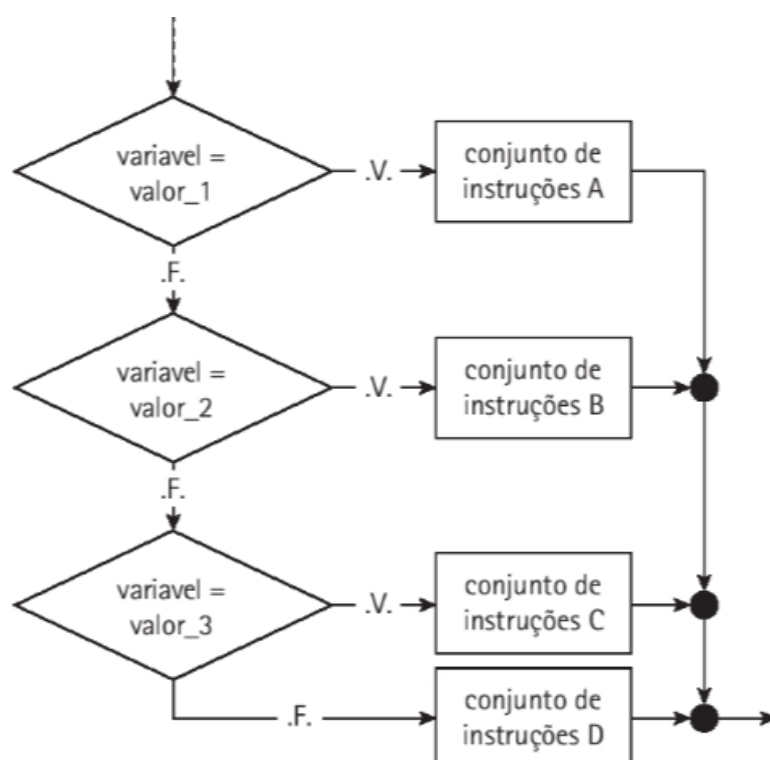 variavel =
valor_1
.V.
conjunto de
instruções A
.F.
variavel =
valor_2
.V.
conjunto de
instruções B
.F.
variavel =
valor_3
.V.
conjunto de
instruções C
.F.
conjunto de
instruções D